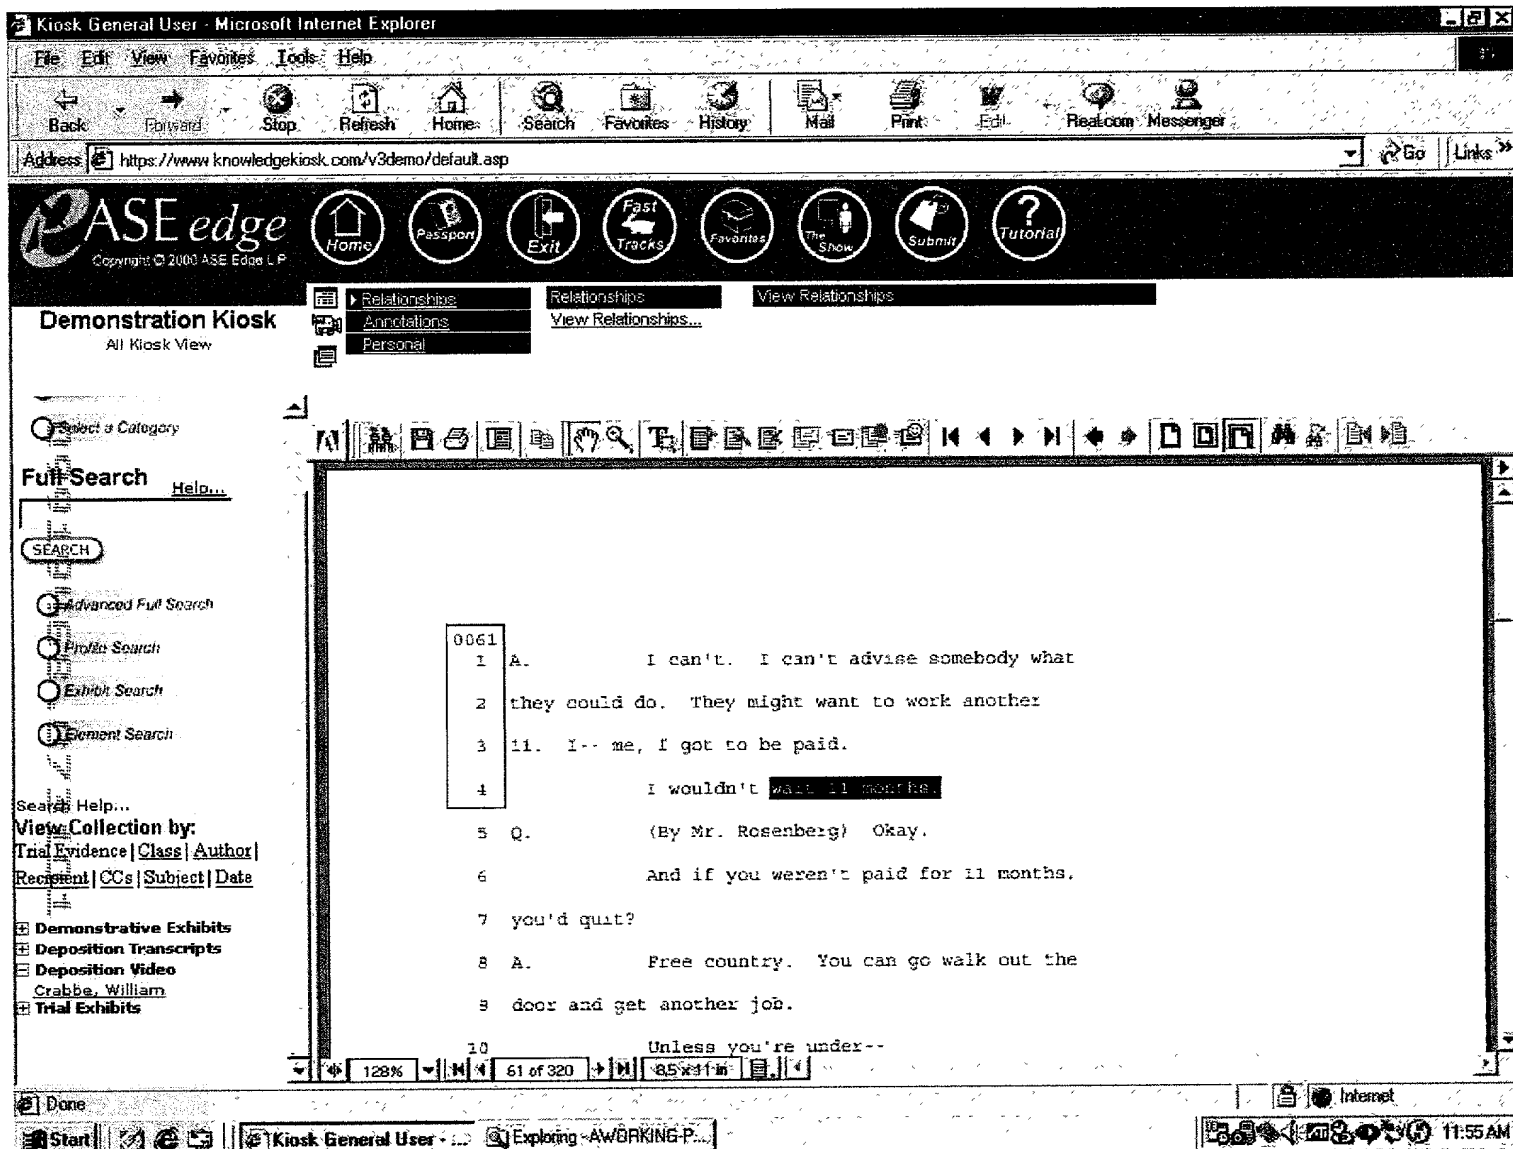 Kiosk General User - Microsoft Internet Explorer
File Edit View Favorites Tools Help
Back Forward Stop Refresh Home Search Favorites History Mail Print Edit Real.com Messenger
Address https://www.knowledgekiosk.com/v3demo/default.asp Go Links »
eASE edge
Copyright © 2000 ASE Edge L.P
Home Passport Exit Fast Tracks Favorites The Show Submit Tutorial
Relationships Relationships View Relationships
Annotations View Relationships...
Personal
Demonstration Kiosk
All Kiosk View
Select a Category
Full Search Help...
SEARCH
Advanced Full Search
Profile Search
Exhibit Search
Element Search
Search Help...
View Collection by:
Trial Evidence | Class | Author |
Recipient | CCs | Subject | Date
Demonstrative Exhibits
Deposition Transcripts
Deposition Video
Crabbe, William
Trial Exhibits
0061
1 A. I can't. I can't advise somebody what
2 they could do. They might want to work another
3 11. I-- me, I got to be paid.
4 I wouldn't wait 11 months.
5 Q. (By Mr. Rosenberg) Okay.
6 And if you weren't paid for 11 months,
7 you'd quit?
8 A. Free country. You can go walk out the
9 door and get another job.
10 Unless you're under--
128% 61 of 320 8.5 x 11 in
Done Internet
Start Kiosk General User - ... Exploring - AWORKING-P... 11:55 AM